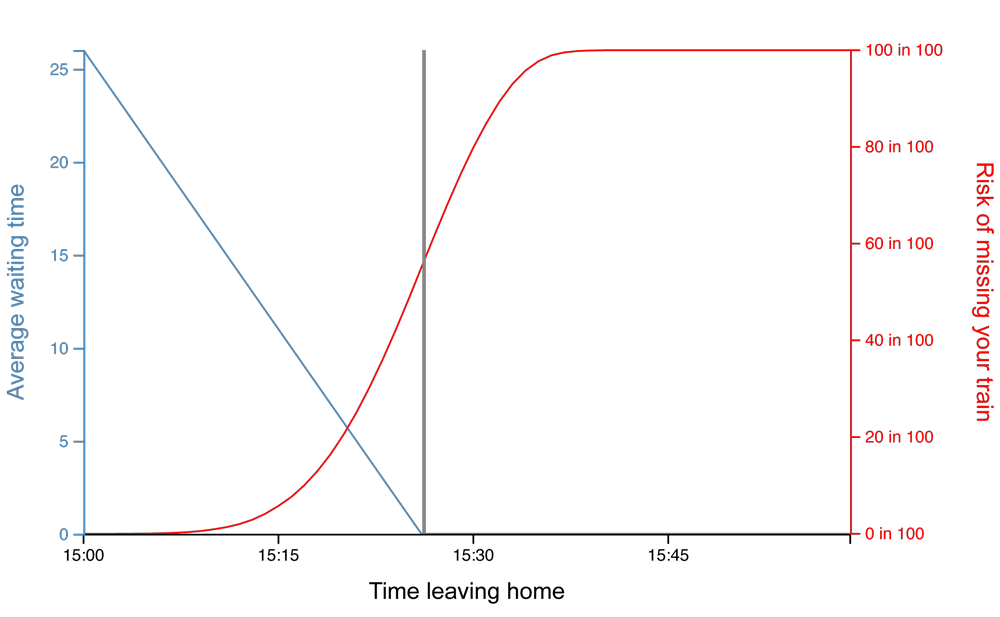 Average waiting time
25
20
15
10
5
0
15:00
15:15
15:30
15:45
Time leaving home
100 in 100
80 in 100
60 in 100
40 in 100
20 in 100
0 in 100
Risk of missing your train